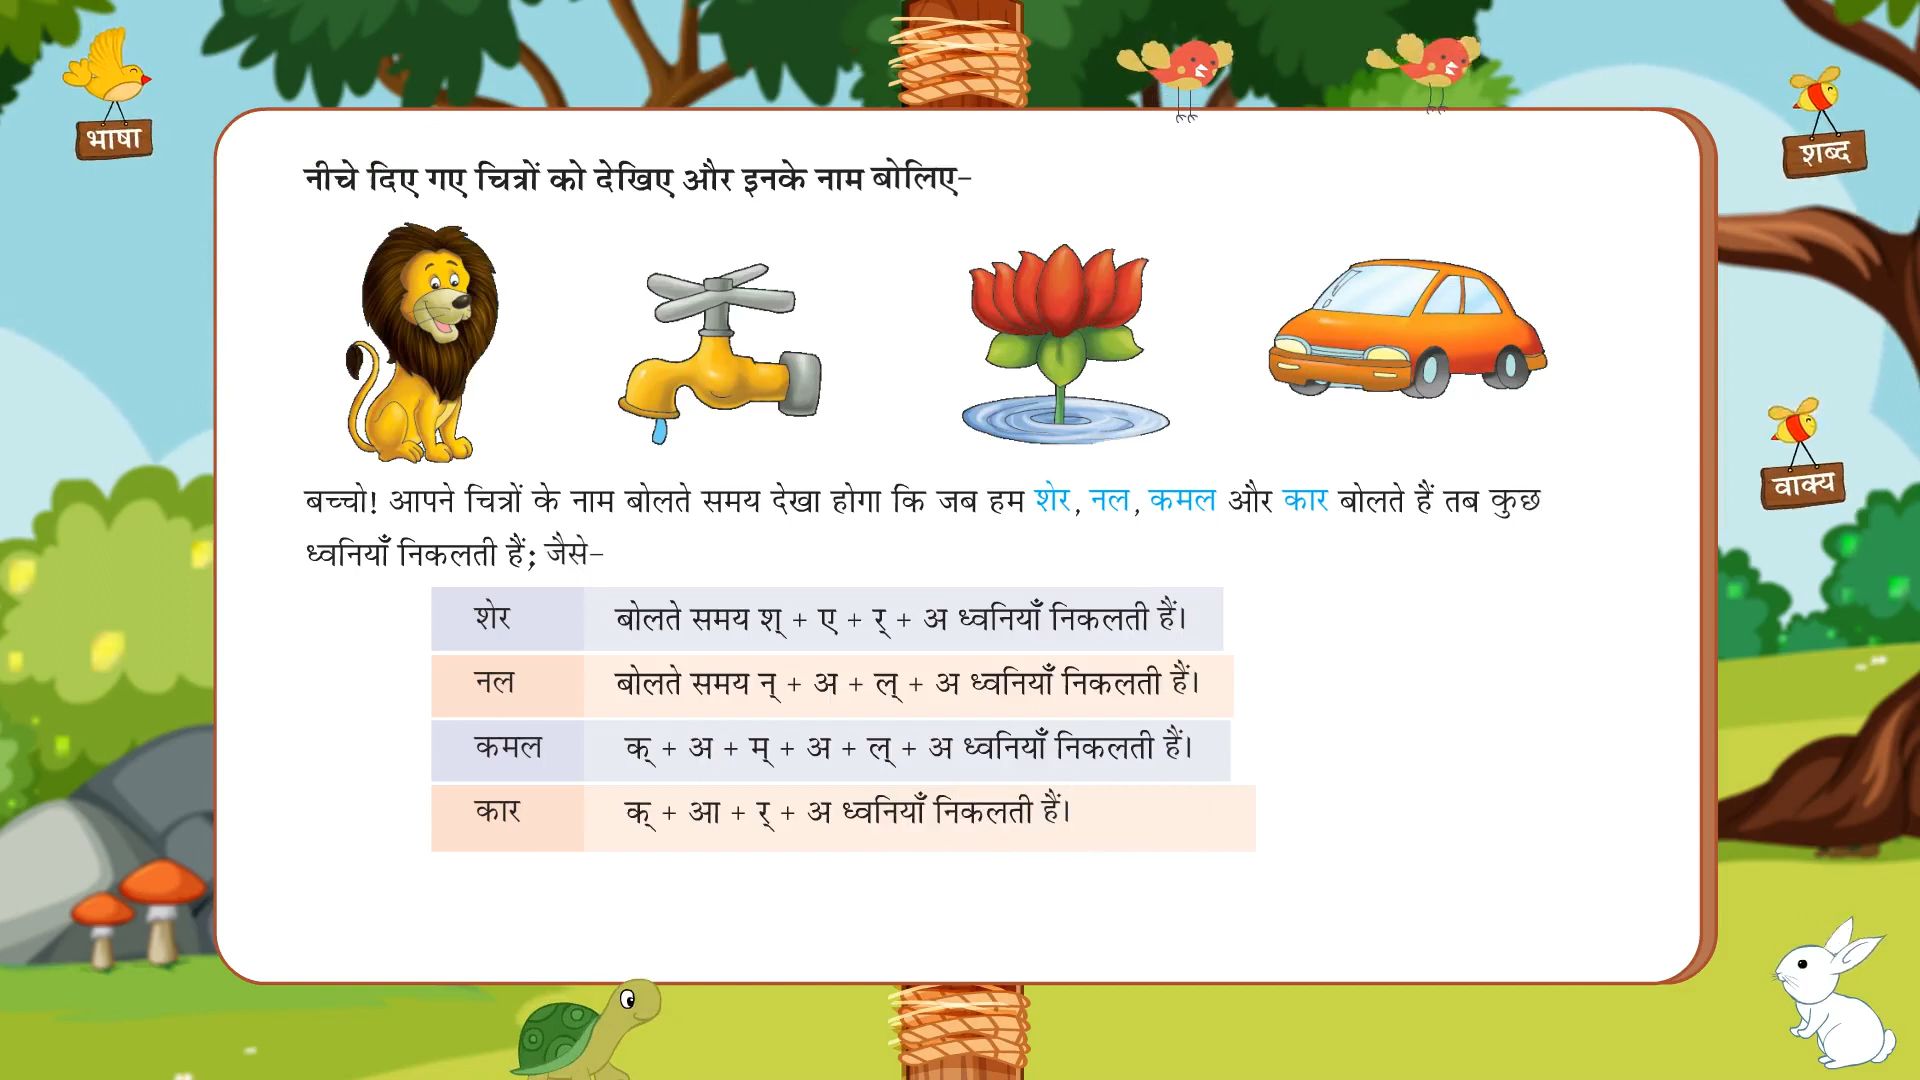 भाषा
शब्द
नीचे दिए गए चित्रों को देखिए और इनके नाम बोलिए–
बच्चो! आपने चित्रों के नाम बोलते समय देखा होगा कि जब हम शेर, नल, कमल और कार बोलते हैं तब कुछ
वाक्य
ध्वनियाँ निकलती हैं; जैसे–
शेर बोलते समय श् + ए + र् + अ ध्वनियाँ निकलती हैं।
नल बोलते समय न् + अ + ल् + अ ध्वनियाँ निकलती हैं।
कमल क् + अ + म् + अ + ल् + अ ध्वनियाँ निकलती हैं।
कार क् + आ + र् + अ ध्वनियाँ निकलती हैं।